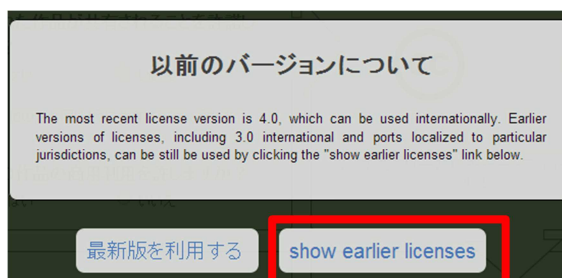 以前のバージョンについて
The most recent license version is 4.0, which can be used internationally. Earlier
versions of licenses, including 3.0 international and ports localized to particular
jurisdictions, can be still be used by clicking the "show earlier licenses" link below.
最新版を利用する show earlier licenses